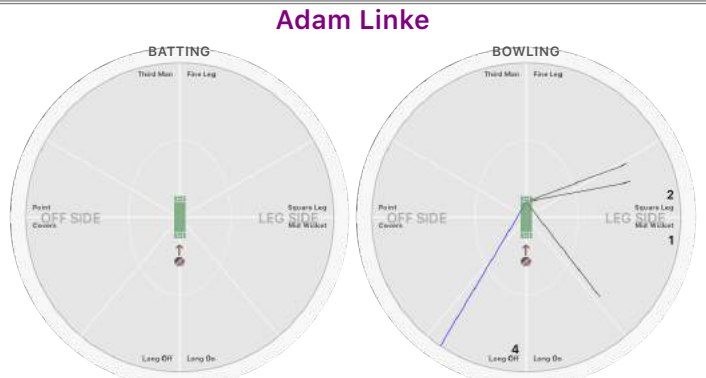 Adam Linke
BATTING
Third Man Fine Leg
Point
OFF SIDE
Covers
Square Leg
LEG SIDE
Mid Wicket
Long Off Long On
BOWLING
Third Man Fine Leg
Point
OFF SIDE
Covers
2
Square Leg
LEG SIDE
Mid Wicket
1
4
Long Off Long On